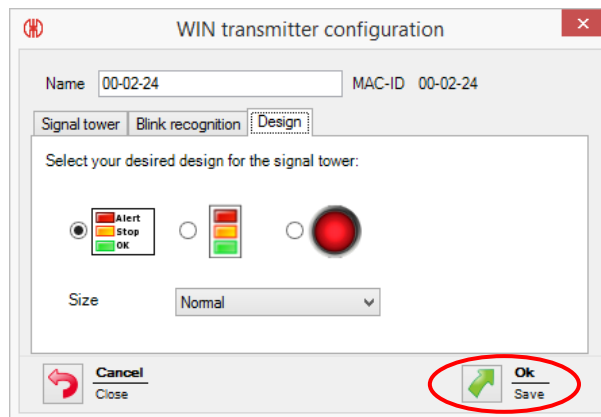 WIN transmitter configuration
Name 00-02-24 MAC-ID 00-02-24
Signal tower Blink recognition Design
Select your desired design for the signal tower:
Alert
Stop
OK
Size Normal
Cancel Ok
Close Save